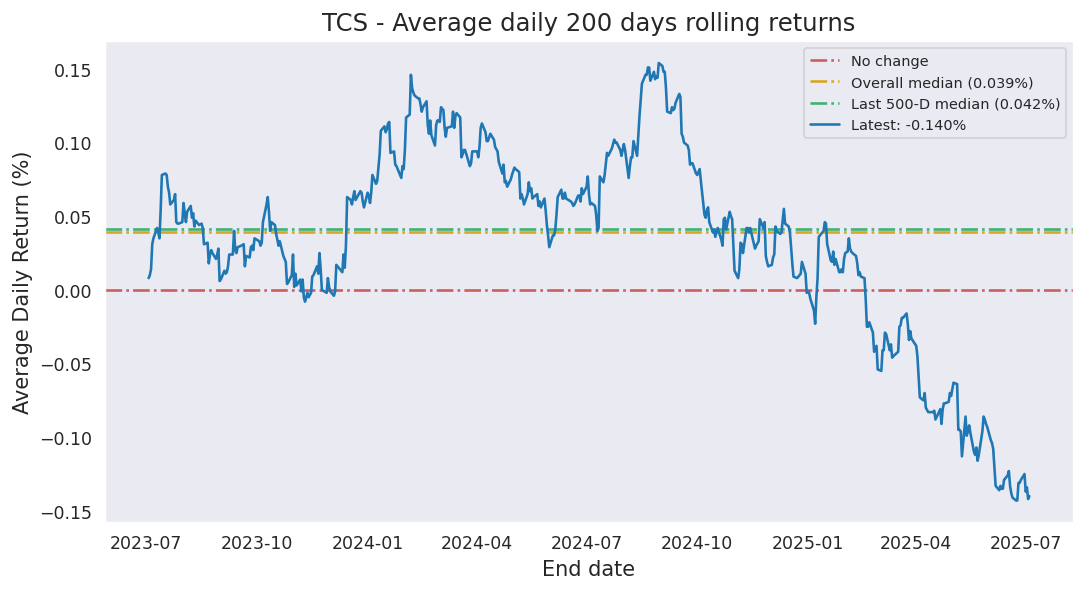 TCS - Average daily 200 days rolling returns
No change
Overall median (0.039%)
Last 500-D median (0.042%)
Latest: -0.140%
Average Daily Return (%)
0.15
0.10
0.05
0.00
−0.05
−0.10
−0.15
2023-07 2023-10 2024-01 2024-04 2024-07 2024-10 2025-01 2025-04 2025-07
End date